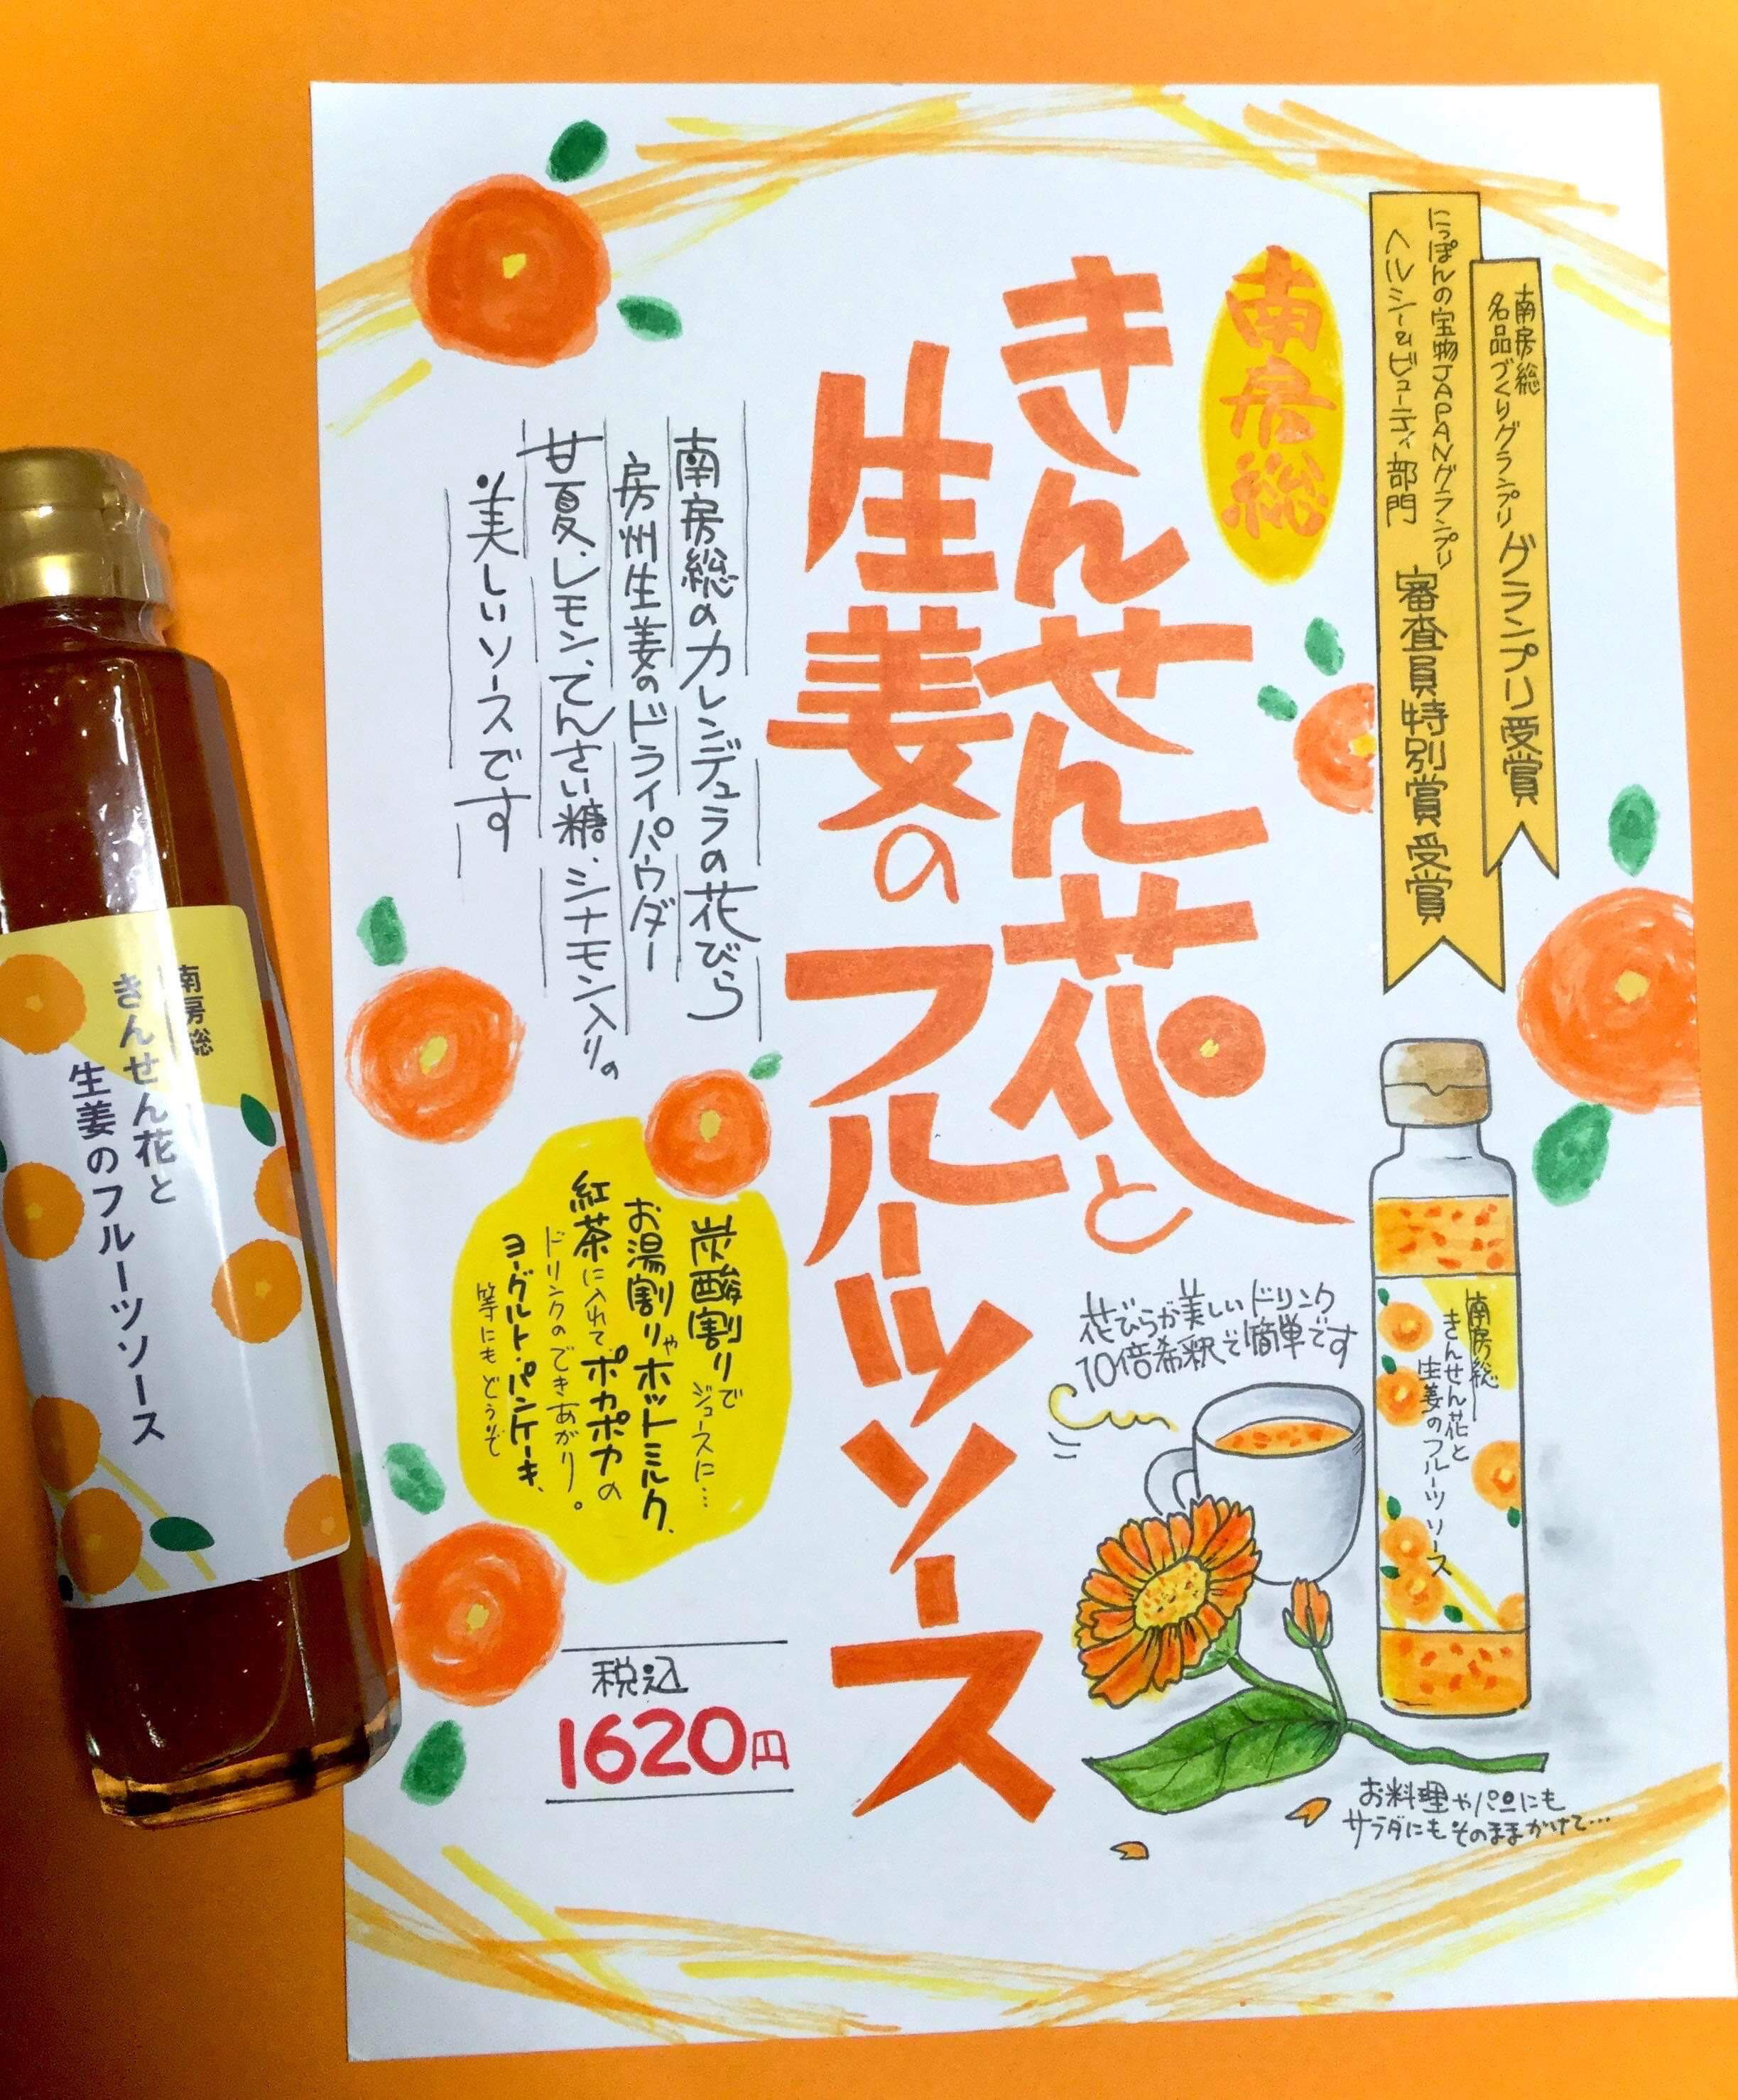 南房総
名品づくりグランプリ グランプリ受賞
にっぽんの宝物JAPANグランプリ
ヘルシー&ビューティ部門 審査員特別賞受賞
南房総
きんせん花と
生姜の
フルーツソース
南房総のカレンデュラの花びら
房州生姜のドライパウダー
甘夏、レモン、てんさい糖、シナモン入りの
美しいソースです
炭酸割りで
ジュースに…
お湯割りやホットミルク、
紅茶に入れてポカポカの
ドリンクのできあがり。
ヨーグルト・パンケーキ、
等にもどうぞ
税込
1620円
花びらが美しいドリンク
10倍希釈で簡単です
南房総
きんせん花と
生姜のフルーツソース
お料理やパンにも
サラダにもそのままかけて…
南房総
きんせん花と
生姜のフルーツソース